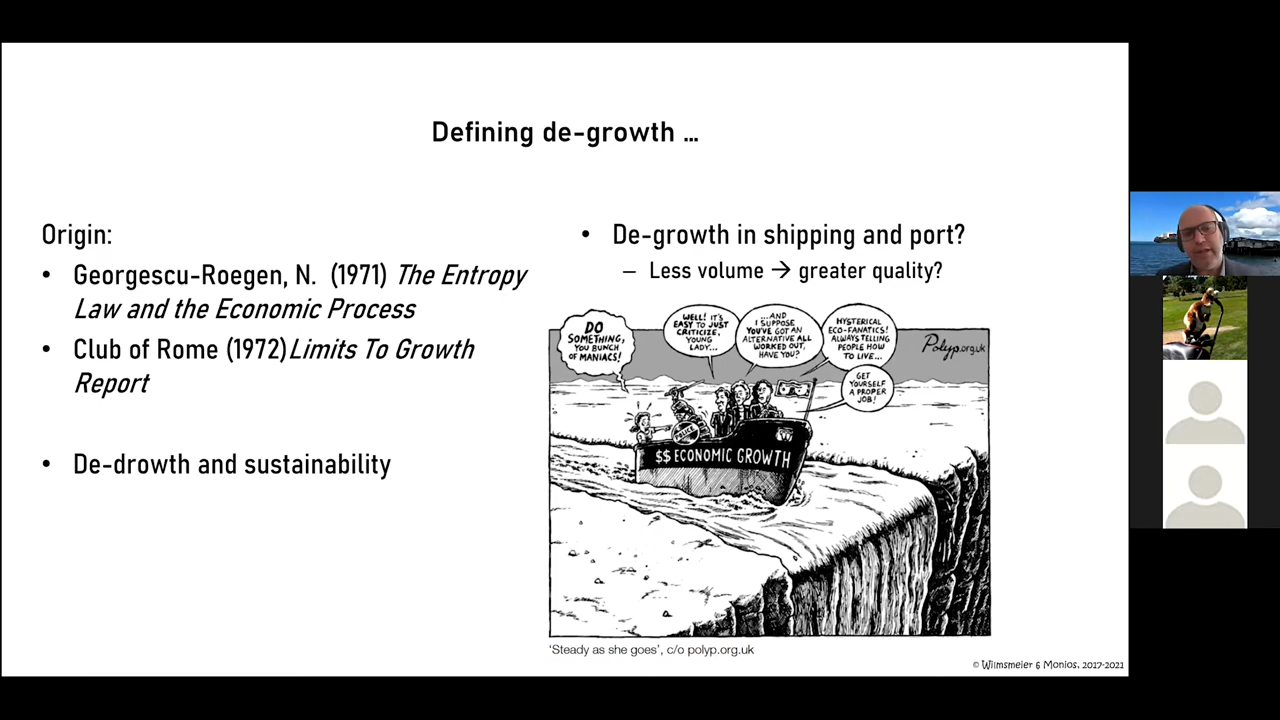 Defining de-growth ...
Origin:
• Georgescu-Roegen, N. (1971) The Entropy
Law and the Economic Process
• Club of Rome (1972)Limits To Growth
Report
• De-drowth and sustainability
• De-growth in shipping and port?
– Less volume → greater quality?
DO
SOMETHING,
YOU BUNCH
OF MANIACS!
WELL! IT'S
EASY TO JUST
CRITICIZE,
YOUNG
LADY...
...AND
I SUPPOSE
YOU'VE GOT AN
ALTERNATIVE ALL
WORKED OUT,
HAVE YOU?
HYSTERICAL
ECO-FANATICS!
ALWAYS TELLING
PEOPLE HOW
TO LIVE...
GET
YOURSELF
A PROPER
JOB!
Polyp.org.uk
POLICE
$$ ECONOMIC GROWTH
'Steady as she goes', c/o polyp.org.uk
© Wilmsmeier & Monios, 2017-2021